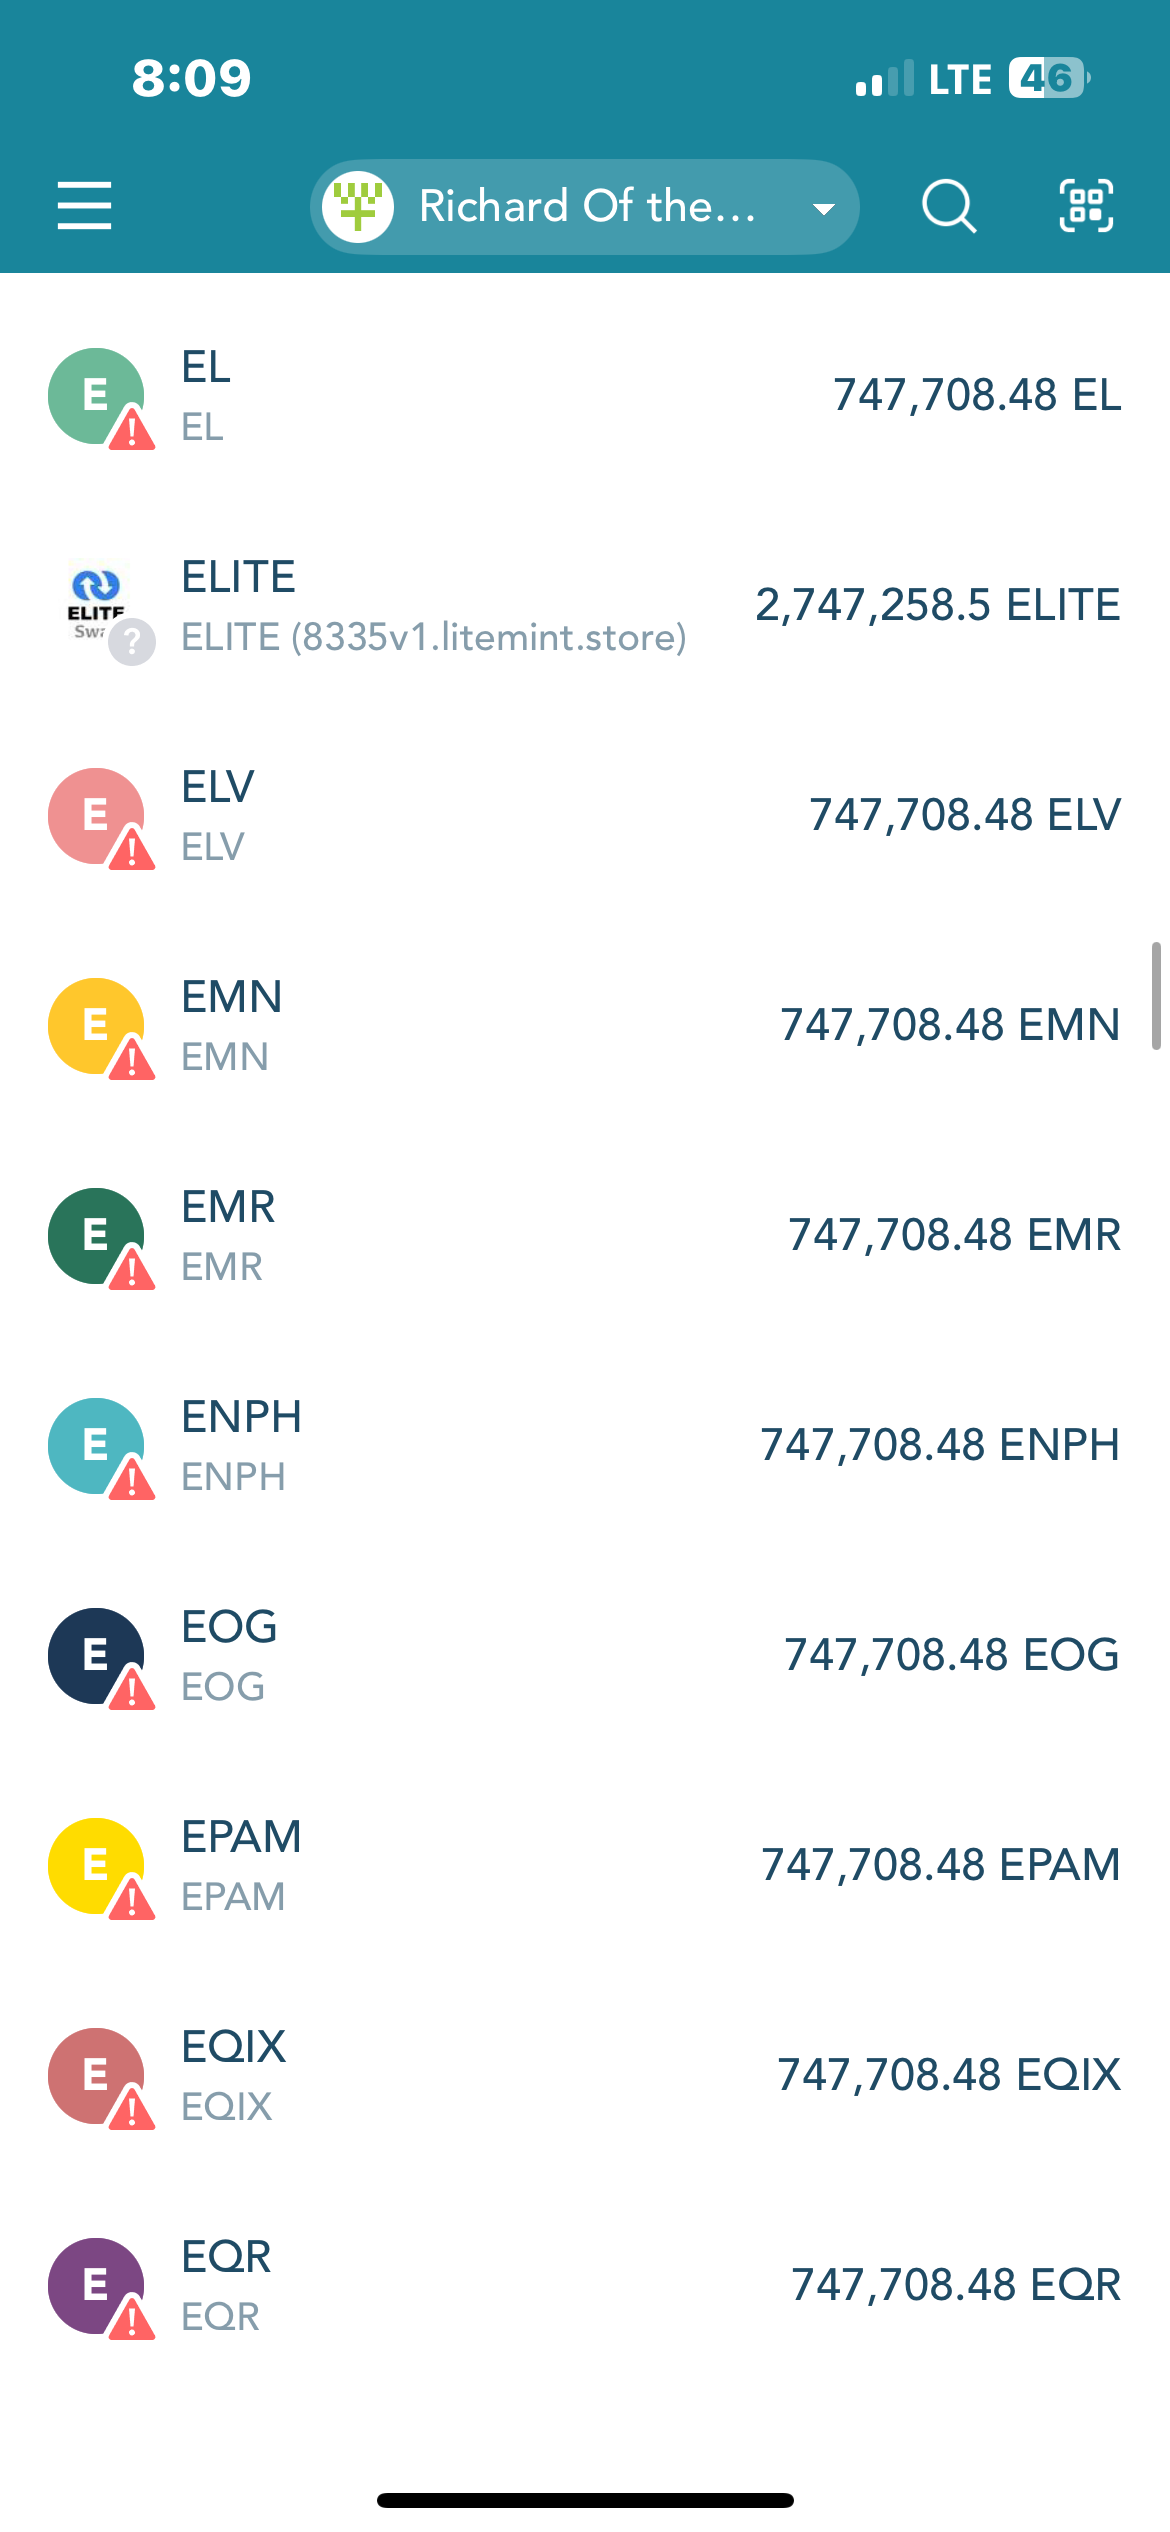 8:09
LTE 46
Richard Of the...
E
EL
EL
747,708.48 EL
ELITE
Swa
?
ELITE
ELITE (8335v1.litemint.store)
2,747,258.5 ELITE
E
ELV
ELV
747,708.48 ELV
E
EMN
EMN
747,708.48 EMN
E
EMR
EMR
747,708.48 EMR
E
ENPH
ENPH
747,708.48 ENPH
E
EOG
EOG
747,708.48 EOG
E
EPAM
EPAM
747,708.48 EPAM
E
EQIX
EQIX
747,708.48 EQIX
E
EQR
EQR
747,708.48 EQR